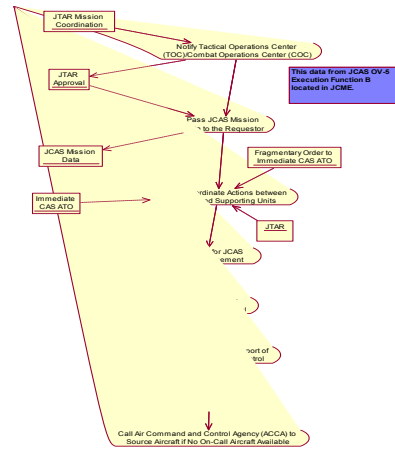 JTAR Mission
Coordination
Notify Tactical Operations Center
(TOC)/Combat Operations Center (COC)
This data from JCAS OV-5
Execution Function B
located in JCME.
JTAR
Approval
Pass JCAS Mission
to the Requestor
JCAS Mission
Data
Fragmentary Order to
Immediate CAS ATO
Immediate
CAS ATO
ordinate Actions between
d Supporting Units
JTAR
for JCAS
ement
port of
trol
Call Air Command and Control Agency (ACCA) to
Source Aircraft if No On-Call Aircraft Available